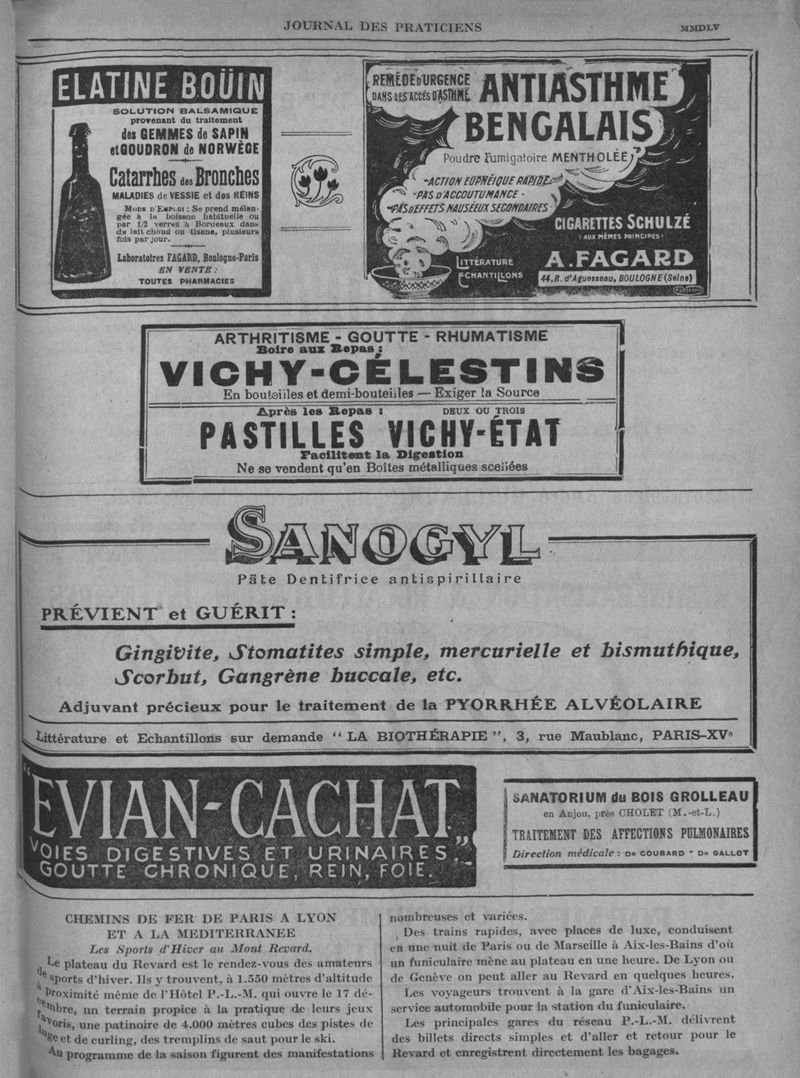 JOURNAL DES PRATICIENS
MMDLV
ELATINE BOÜIN
SOLUTION BALSAMIQUE
provenant du traitement
des GEMMES de SAPIN
et GOUDRON de NORWÈGE
Catarrhes des Bronches
MALADIES de VESSIE et des REINS
MODE D'EMPLOI : Se prend mélan-
gée à la boisson habituelle ou
par 1/2 verres à Bordeaux dans
du lait chaud ou tisane, plusieurs
fois par jour.
Laboratoires FAGARD, Boulogne-Paris
EN VENTE :
TOUTES PHARMACIES
REMÈDE D'URGENCE
DANS LES ACCÈS D'ASTHME
ANTIASTHME
BENGALAIS
Poudre Fumigatoire MENTHOLÉE
-ACTION EUPNÉIQUE RAPIDE-
-PAS D'ACCOUTUMANCE-
-PAS D'EFFETS NAUSÉEUX SECONDAIRES
CIGARETTES SCHULZÉ
(AUX MÊMES PRINCIPES)
LITTÉRATURE
ECHANTILLONS
A. FAGARD
44, R. d'Aguesseau, BOULOGNE (Seine)
ARTHRITISME - GOUTTE - RHUMATISME
Boire aux Repas :
VICHY-CÉLESTINS
En bouteilles et demi-bouteilles — Exiger la Source
Après les Repas : DEUX OU TROIS
PASTILLES VICHY-ÉTAT
Facilitent la Digestion
Ne se vendent qu'en Boîtes métalliques scellées
SANOGYL
Pâte Dentifrice antispirillaire
PRÉVIENT et GUÉRIT :
Gingivite, Stomatites simple, mercurielle et bismuthique,
Scorbut, Gangrène buccale, etc.
Adjuvant précieux pour le traitement de la PYORRHÉE ALVÉOLAIRE
Littérature et Echantillons sur demande " LA BIOTHÉRAPIE ", 3, rue Maublanc, PARIS-XVe
"EVIAN-CACHAT"
VOIES DIGESTIVES ET URINAIRES
GOUTTE CHRONIQUE, REIN, FOIE.
SANATORIUM du BOIS GROLLEAU
en Anjou, près CHOLET (M.-et-L.)
TRAITEMENT DES AFFECTIONS PULMONAIRES
Direction médicale : DR COUBARD - DR GALLOT
CHEMINS DE FER DE PARIS A LYON
ET A LA MEDITERRANEE
Les Sports d'Hiver au Mont Revard.
Le plateau du Revard est le rendez-vous des amateurs
de sports d'hiver. Ils y trouvent, à 1.550 mètres d'altitude
à proximité même de l'Hôtel P.-L.-M. qui ouvre le 17 dé-
cembre, un terrain propice à la pratique de leurs jeux
favoris, une patinoire de 4.000 mètres cubes des pistes de
luge et de curling, des tremplins de saut pour le ski.
Au programme de la saison figurent des manifestations
nombreuses et variées.
Des trains rapides, avec places de luxe, conduisent
en une nuit de Paris ou de Marseille à Aix-les-Bains d'où
un funiculaire mène au plateau en une heure. De Lyon ou
de Genève on peut aller au Revard en quelques heures.
Les voyageurs trouvent à la gare d'Aix-les-Bains un
service automobile pour la station du funiculaire.
Les principales gares du réseau P.-L.-M. délivrent
des billets directs simples et d'aller et retour pour le
Revard et enregistrent directement les bagages.